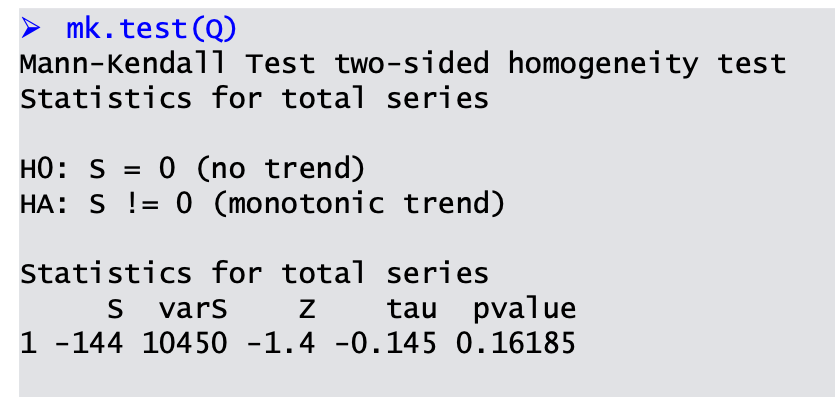 ➢ mk.test(Q)
Mann-Kendall Test two-sided homogeneity test
Statistics for total series
H0: S = 0 (no trend)
HA: S != 0 (monotonic trend)
Statistics for total series
S varS Z tau pvalue
1 -144 10450 -1.4 -0.145 0.16185